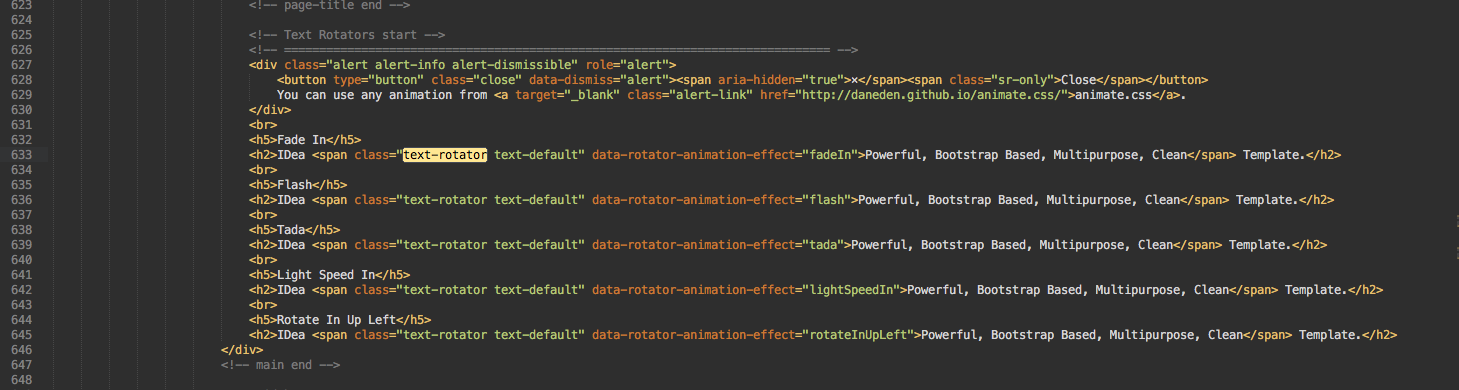 623 <!-- page-title end -->
624
625 <!-- Text Rotators start -->
626 <!-- ============================================================================== -->
627 <div class="alert alert-info alert-dismissible" role="alert">
628 <button type="button" class="close" data-dismiss="alert"><span aria-hidden="true">×</span><span class="sr-only">Close</span></button>
629 You can use any animation from <a target="_blank" class="alert-link" href="http://daneden.github.io/animate.css/">animate.css</a>.
630 </div>
631 <br>
632 <h5>Fade In</h5>
633 <h2>IDea <span class="text-rotator text-default" data-rotator-animation-effect="fadeIn">Powerful, Bootstrap Based, Multipurpose, Clean</span> Template.</h2>
634 <br>
635 <h5>Flash</h5>
636 <h2>IDea <span class="text-rotator text-default" data-rotator-animation-effect="flash">Powerful, Bootstrap Based, Multipurpose, Clean</span> Template.</h2>
637 <br>
638 <h5>Tada</h5>
639 <h2>IDea <span class="text-rotator text-default" data-rotator-animation-effect="tada">Powerful, Bootstrap Based, Multipurpose, Clean</span> Template.</h2>
640 <br>
641 <h5>Light Speed In</h5>
642 <h2>IDea <span class="text-rotator text-default" data-rotator-animation-effect="lightSpeedIn">Powerful, Bootstrap Based, Multipurpose, Clean</span> Template.</h2>
643 <br>
644 <h5>Rotate In Up Left</h5>
645 <h2>IDea <span class="text-rotator text-default" data-rotator-animation-effect="rotateInUpLeft">Powerful, Bootstrap Based, Multipurpose, Clean</span> Template.</h2>
646 </div>
647 <!-- main end -->
648